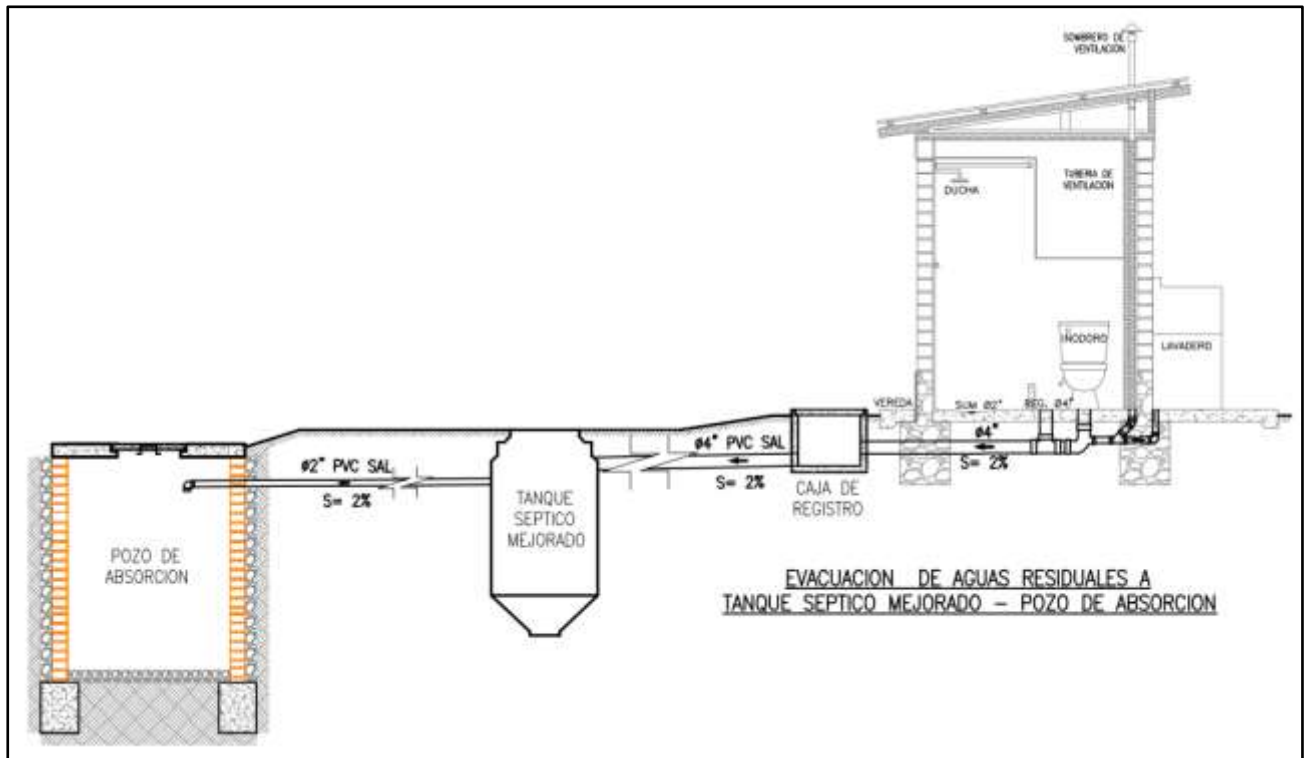 SOMBRERO DE
VENTILACION
DUCHA
TUBERIA DE
VENTILACION
INODORO
LAVADERO
VEREDA
SUM Ø2"
REG. Ø4"
Ø4"
S= 2%
Ø4" PVC SAL
S= 2%
CAJA DE
REGISTRO
Ø2" PVC SAL
S= 2%
TANQUE
SEPTICO
MEJORADO
POZO DE
ABSORCION
EVACUACION DE AGUAS RESIDUALES A
TANQUE SEPTICO MEJORADO - POZO DE ABSORCION